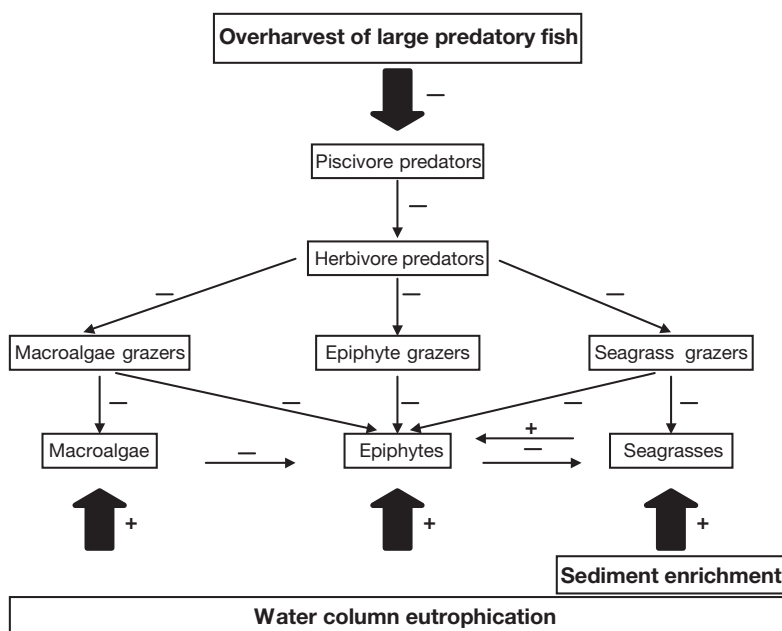 Overharvest of large predatory fish
—
Piscivore predators
—
Herbivore predators
— — —
Macroalgae grazers Epiphyte grazers Seagrass grazers
— — — — —
Macroalgae — Epiphytes + — Seagrasses
+ + +
Sediment enrichment
Water column eutrophication